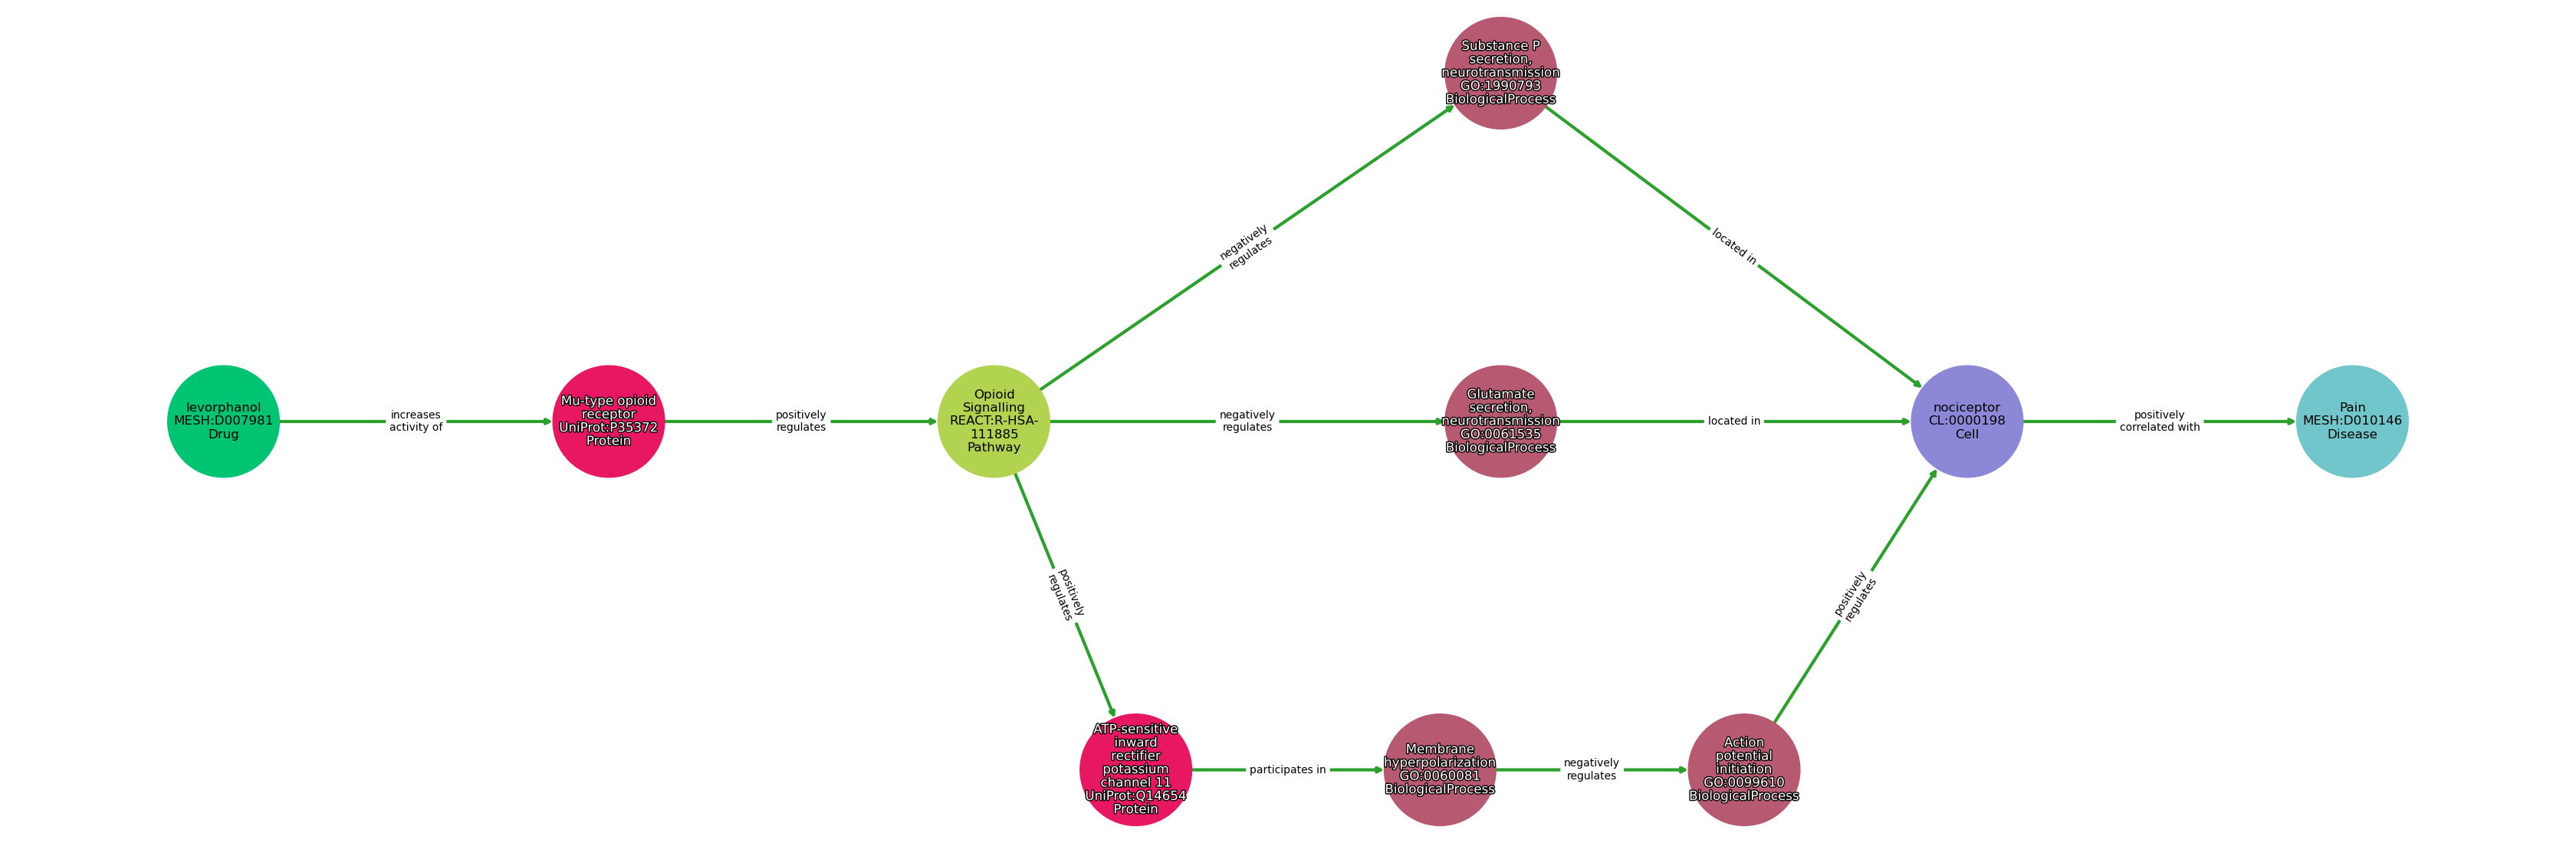 Substance P
secretion,
neurotransmission
GO:1990793
BiologicalProcess
negatively
regulates
located in
levorphanol
MESH:D007981
Drug
increases
activity of
Mu-type opioid
receptor
UniProt:P35372
Protein
positively
regulates
Opioid
Signalling
REACT:R-HSA-
111885
Pathway
negatively
regulates
Glutamate
secretion,
neurotransmission
GO:0061535
BiologicalProcess
located in
nociceptor
CL:0000198
Cell
positively
correlated with
Pain
MESH:D010146
Disease
positively
regulates
positively
regulates
ATP-sensitive
inward
rectifier
potassium
channel 11
UniProt:Q14654
Protein
participates in
Membrane
hyperpolarization
GO:0060081
BiologicalProcess
negatively
regulates
Action
potential
initiation
GO:0099610
BiologicalProcess